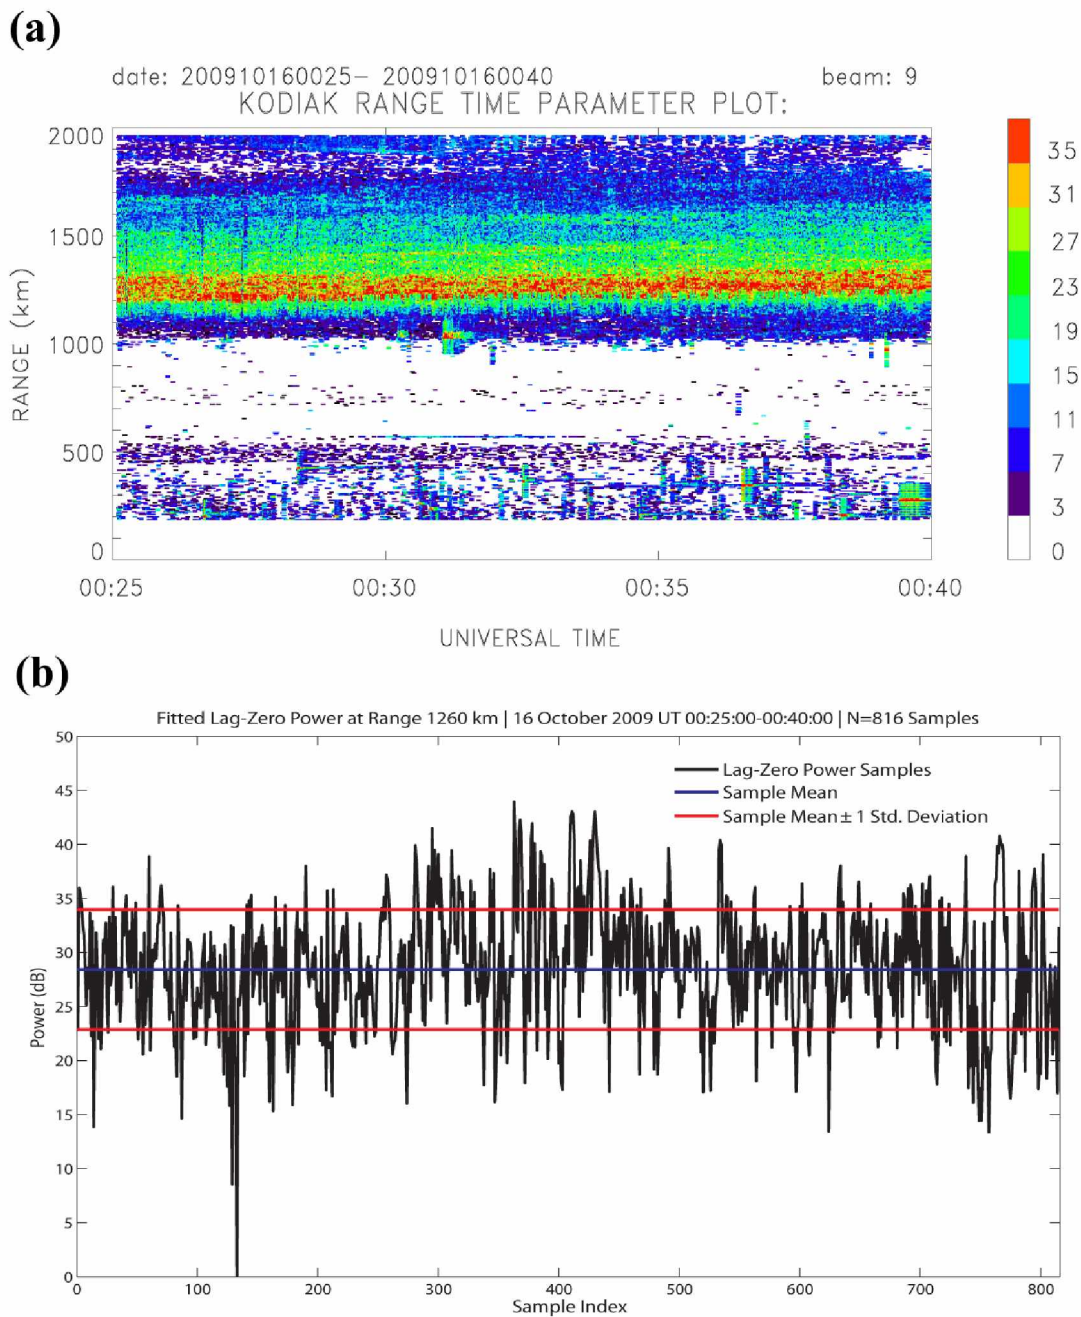 (a)
date: 200910160025- 200910160040 beam: 9
KODIAK RANGE TIME PARAMETER PLOT:
2000
1500
1000
500
0
RANGE (km)
00:25 00:30 00:35 00:40
UNIVERSAL TIME
35
31
27
23
19
15
11
7
3
0
(b)
Fitted Lag-Zero Power at Range 1260 km | 16 October 2009 UT 00:25:00-00:40:00 | N=816 Samples
50
45
40
35
30
25
20
15
10
5
0
Power (dB)
Lag-Zero Power Samples
Sample Mean
Sample Mean ± 1 Std. Deviation
0 100 200 300 400 500 600 700 800
Sample Index